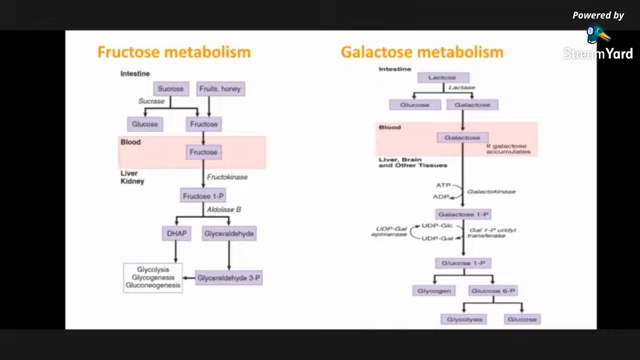 Powered by
StreamYard
Fructose metabolism
Intestine
Sucrose
Fruits, honey
Sucrase
Glucose
Fructose
Blood
Fructose
Liver
Kidney
Fructokinase
Fructose 1-P
Aldolase B
DHAP
Glyceraldehyde
Glycolysis
Glycogenesis
Gluconeogenesis
Glyceraldehyde 3-P
Galactose metabolism
Intestine
Lactose
Lactase
Glucose
Galactose
Blood
Galactose
If galactose
accumulates
Liver, Brain
and Other Tissues
ATP
ADP
Galactokinase
Galactose 1-P
UDP-Gal
epimerase
UDP-Glc
UDP-Gal
Gal 1-P uridyl
transferase
Glucose 1-P
Glycogen
Glucose 6-P
Glycolysis
Glucose